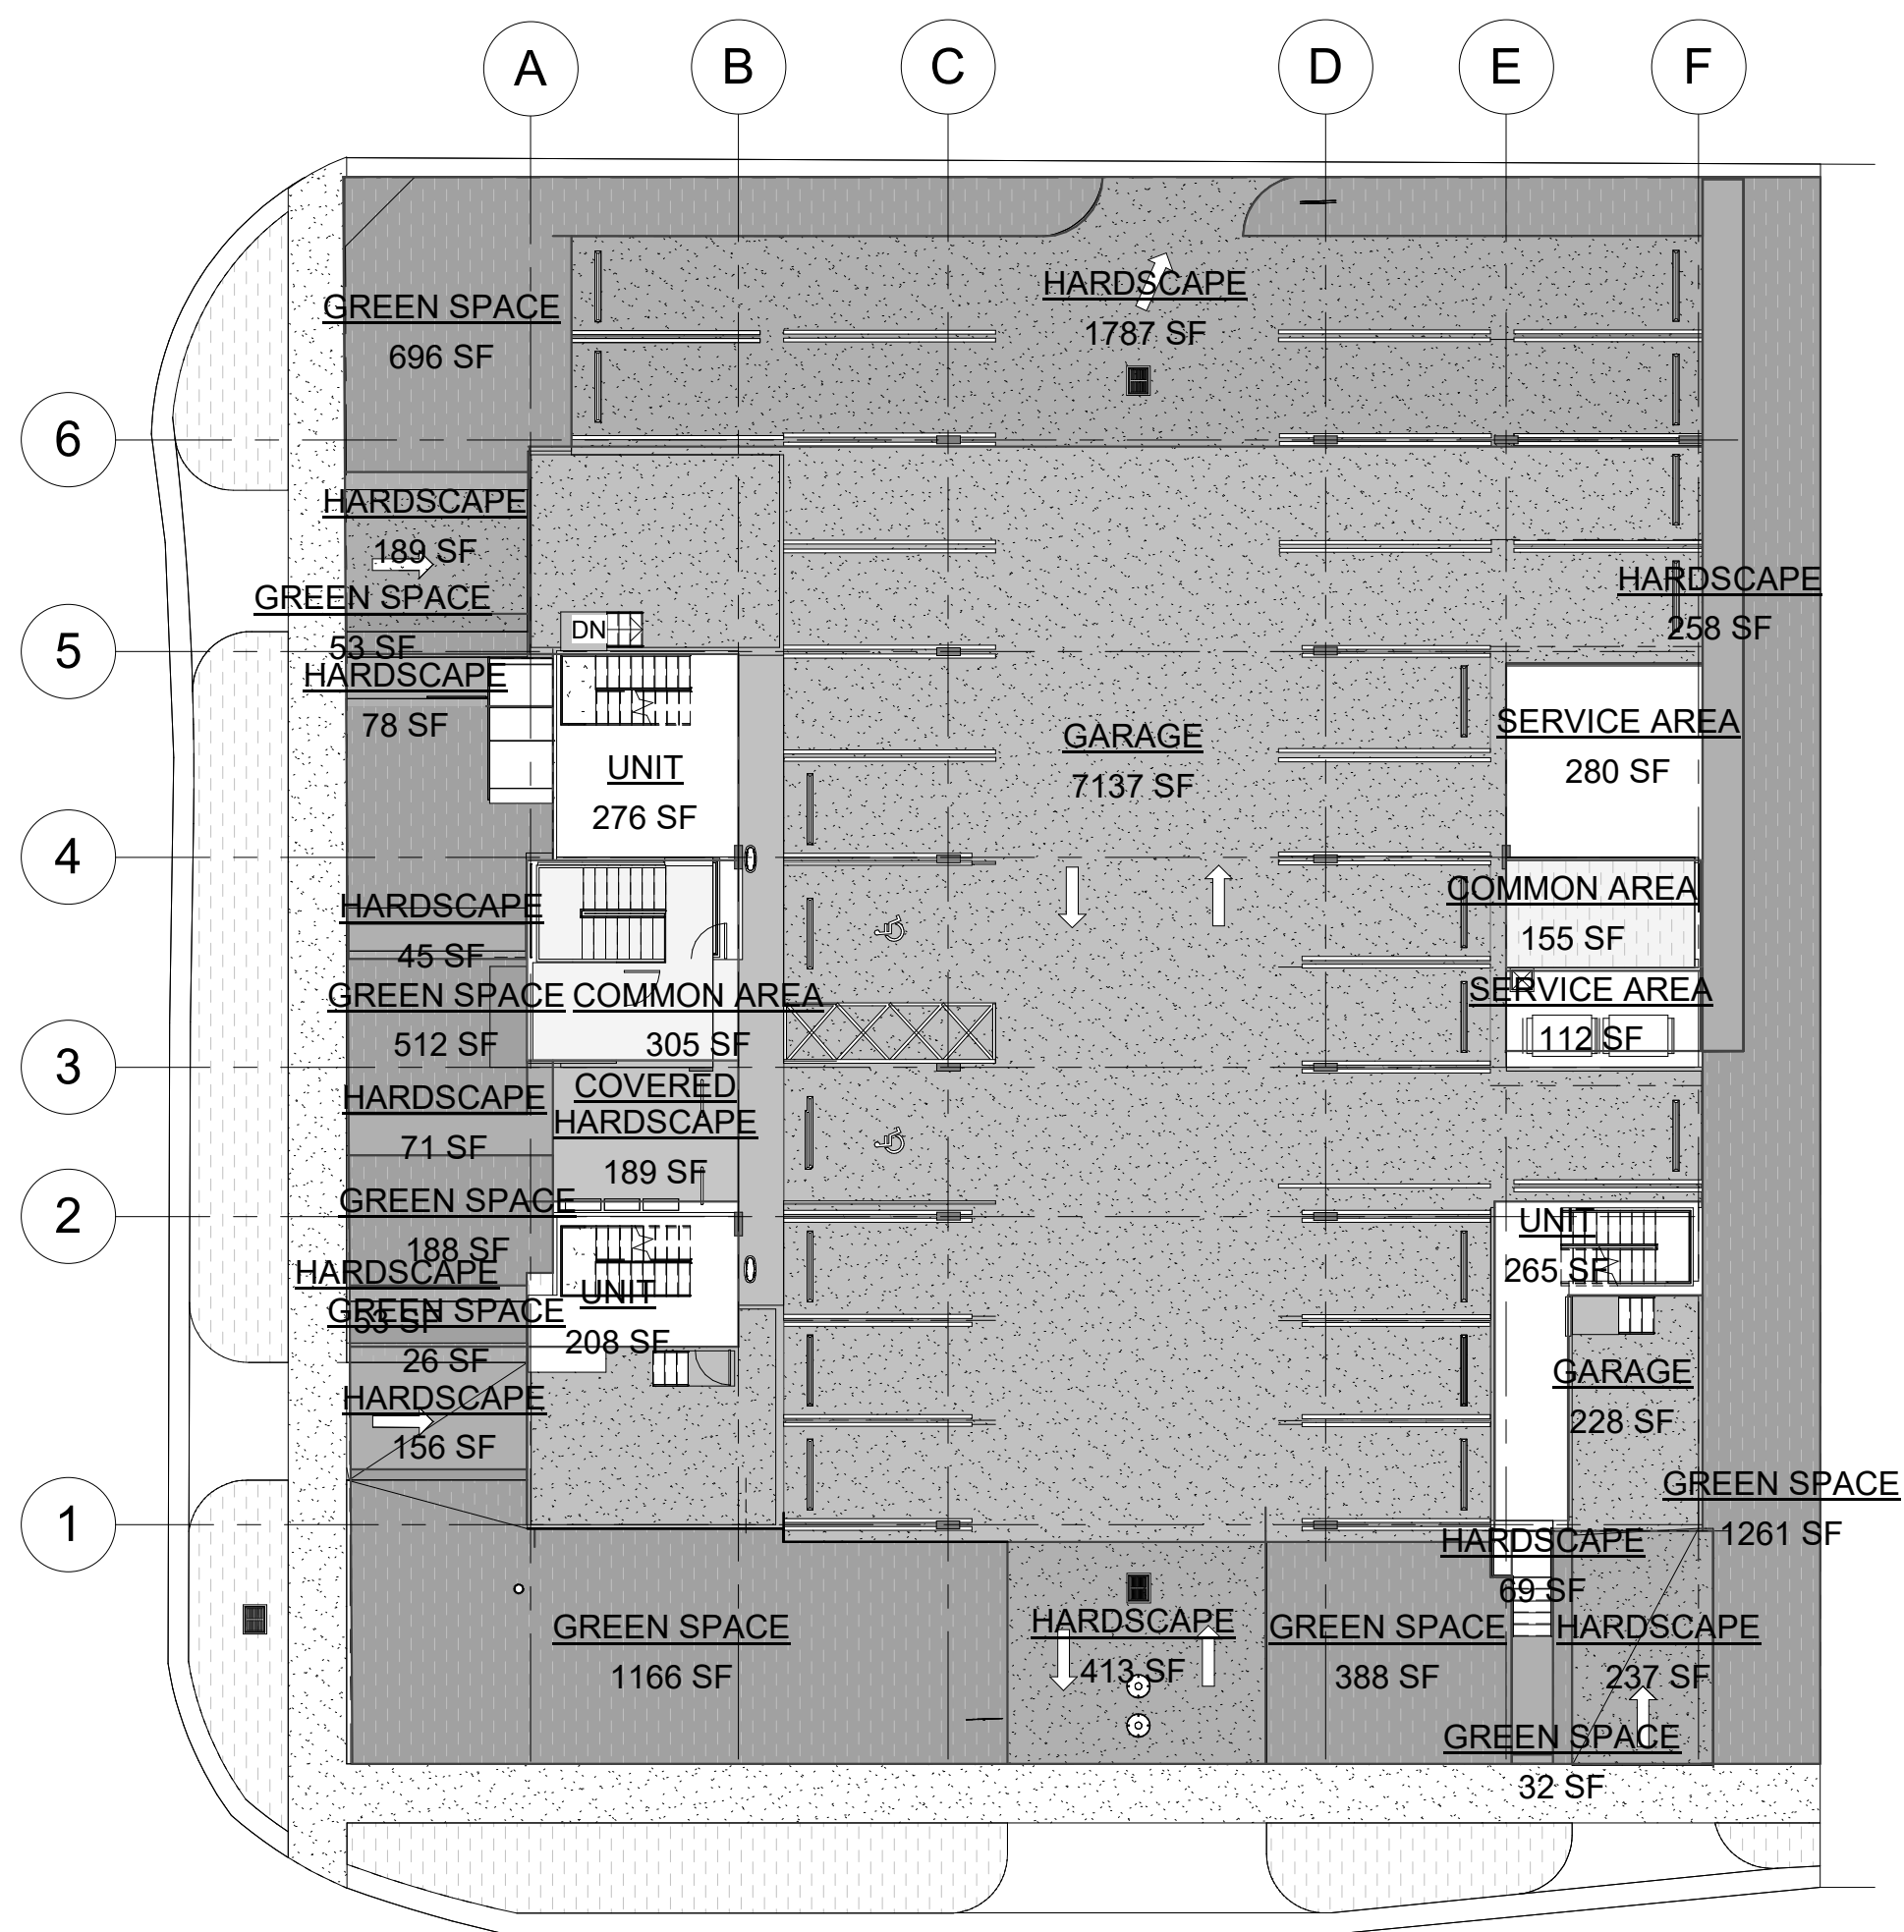 A
B
C
D
E
F
6
5
4
3
2
1
GREEN SPACE
696 SF
HARDSCAPE
1787 SF
HARDSCAPE
189 SF
GREEN SPACE
53 SF
HARDSCAPE
78 SF
HARDSCAPE
258 SF
DN
UNIT
276 SF
GARAGE
7137 SF
SERVICE AREA
280 SF
HARDSCAPE
45 SF
COMMON AREA
155 SF
GREEN SPACE
512 SF
COMMON AREA
305 SF
SERVICE AREA
112 SF
HARDSCAPE
71 SF
COVERED
HARDSCAPE
189 SF
GREEN SPACE
188 SF
HARDSCAPE
53 SF
GREEN SPACE
26 SF
UNIT
208 SF
UNIT
265 SF
HARDSCAPE
156 SF
GARAGE
228 SF
GREEN SPACE
1261 SF
HARDSCAPE
69 SF
GREEN SPACE
1166 SF
HARDSCAPE
413 SF
GREEN SPACE
388 SF
HARDSCAPE
237 SF
GREEN SPACE
32 SF